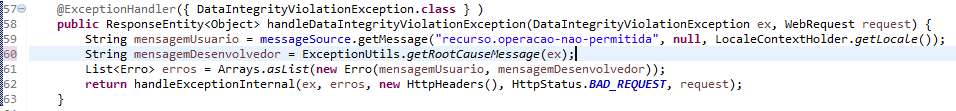 57 @ExceptionHandler({ DataIntegrityViolationException.class } )
58 public ResponseEntity<Object> handleDataIntegrityViolationException(DataIntegrityViolationException ex, WebRequest request) {
59 String mensagemUsuario = messageSource.getMessage("recurso.operacao-nao-permitida", null, LocaleContextHolder.getLocale());
60 String mensagemDesenvolvedor = ExceptionUtils.getRootCauseMessage(ex);
61 List<Erro> erros = Arrays.asList(new Erro(mensagemUsuario, mensagemDesenvolvedor));
62 return handleExceptionInternal(ex, erros, new HttpHeaders(), HttpStatus.BAD_REQUEST, request);
63 }